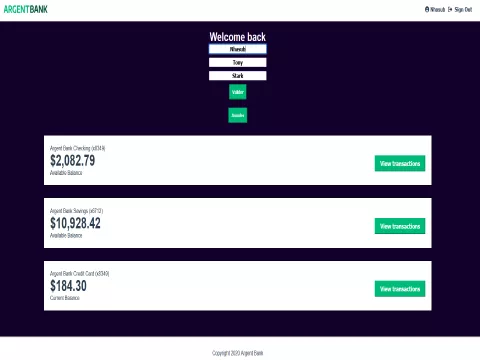 ARGENTBANK
Nhouli Sign Out
Welcome back
Nhouli
Tony
Stark
Valider
Annuler
Argent Bank Checking (x8349)
$2,082.79
Available Balance
View transactions
Argent Bank Savings (x6712)
$10,928.42
Available Balance
View transactions
Argent Bank Credit Card (x8349)
$184.30
Current Balance
View transactions
Copyright 2020 Argent Bank